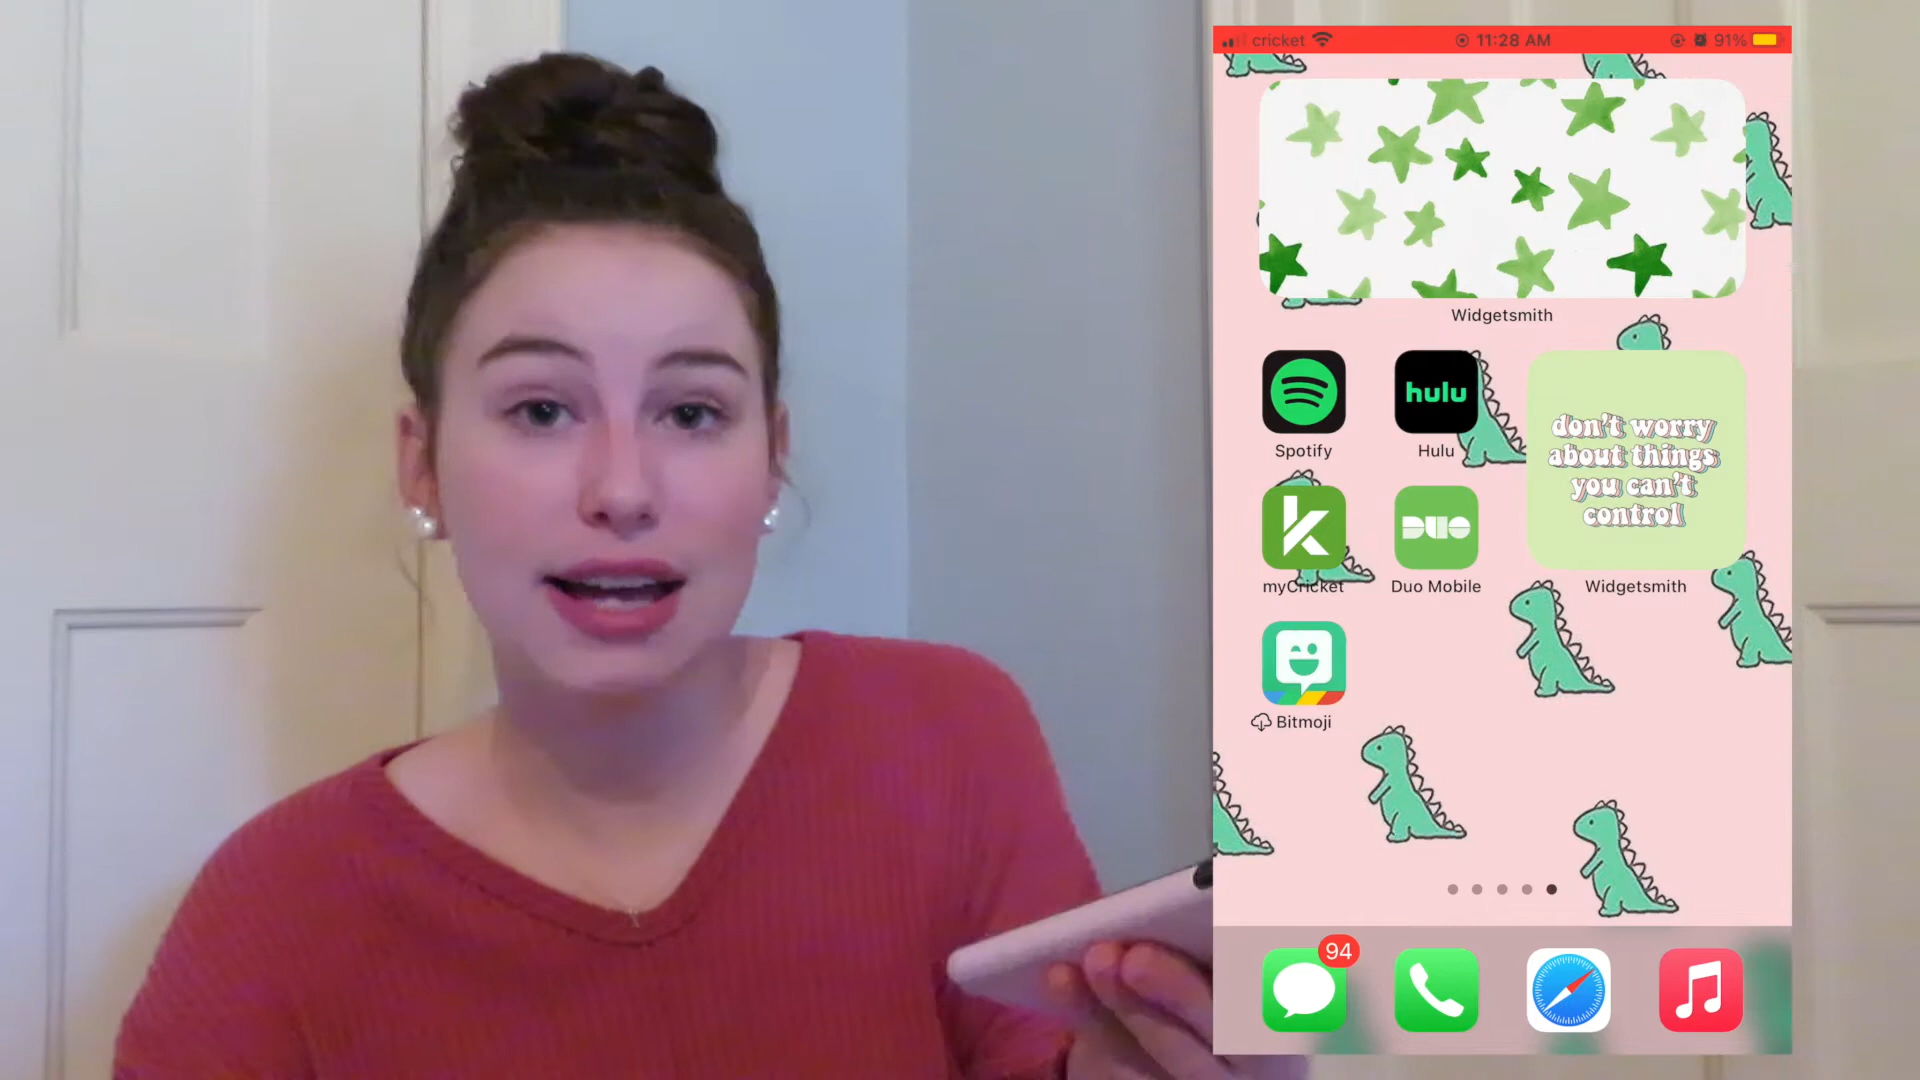 cricket 11:28 AM 91%
Widgetsmith
hulu
Spotify Hulu
don't worry
about things
you can't
control
DUO
myCricket Duo Mobile Widgetsmith
Bitmoji
94